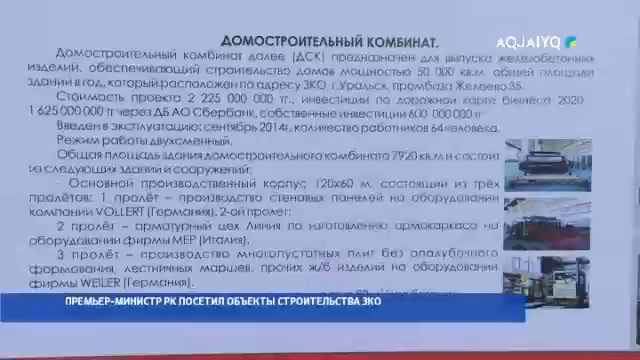 AQJAIYQ
ДОМОСТРОИТЕЛЬНЫЙ КОМБИНАТ.
Домостроительный комбинат далее (ДСК) предназначен для выпуска железобетонных
изделий, обеспечивающий строительство домов мощностью 50 000 кв.м. общей площади
здании в год, который расположен по адресу ЗКО г.Уральск, промбаза Желаево 35.
Стоимость проекта 2 225 000 000 тг., инвестиции по дорожной карте бизнеса 2020 -
1 625 000 000 тг через ДБ АО Сбербанк, собственные инвестиции 600 000 000 тг
Введен в эксплуатацию; сентябрь 2014г, количество работников 64 человека.
Режим работы двухсменный.
Общая площадь здания домостроительного комбината 7920 кв.м и состоит
из следующих здании и сооружений:
- Основной производственный корпус 120х60 м, состоящий из трёх
пролётов: 1 пролёт – производство стеновых панелей на оборудовании
компании VOLLERT (Германия), 2-ой пролет:
2 пролёт – арматурный цех Линия по изготовлению армокаркаса на
оборудовании фирмы MEP (Италия).
3 пролёт – производство многопустатных плит без опалубочного
формования, лестничных маршев, прочих ж/б изделий на оборудовании
фирмы WEILER (Германия).
ПРЕМЬЕР-МИНИСТР РК ПОСЕТИЛ ОБЪЕКТЫ СТРОИТЕЛЬСТВА ЗКО